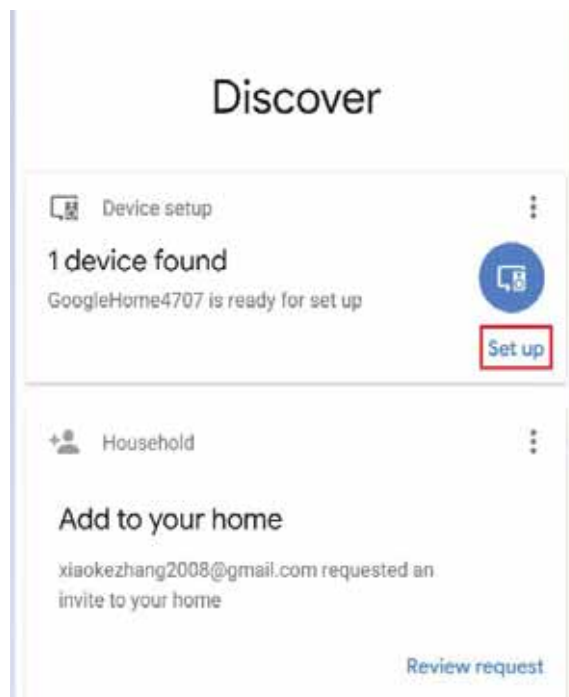 Discover
Device setup
1 device found
GoogleHome4707 is ready for set up
Set up
Household
Add to your home
xiaokezhang2008@gmail.com requested an
invite to your home
Review request